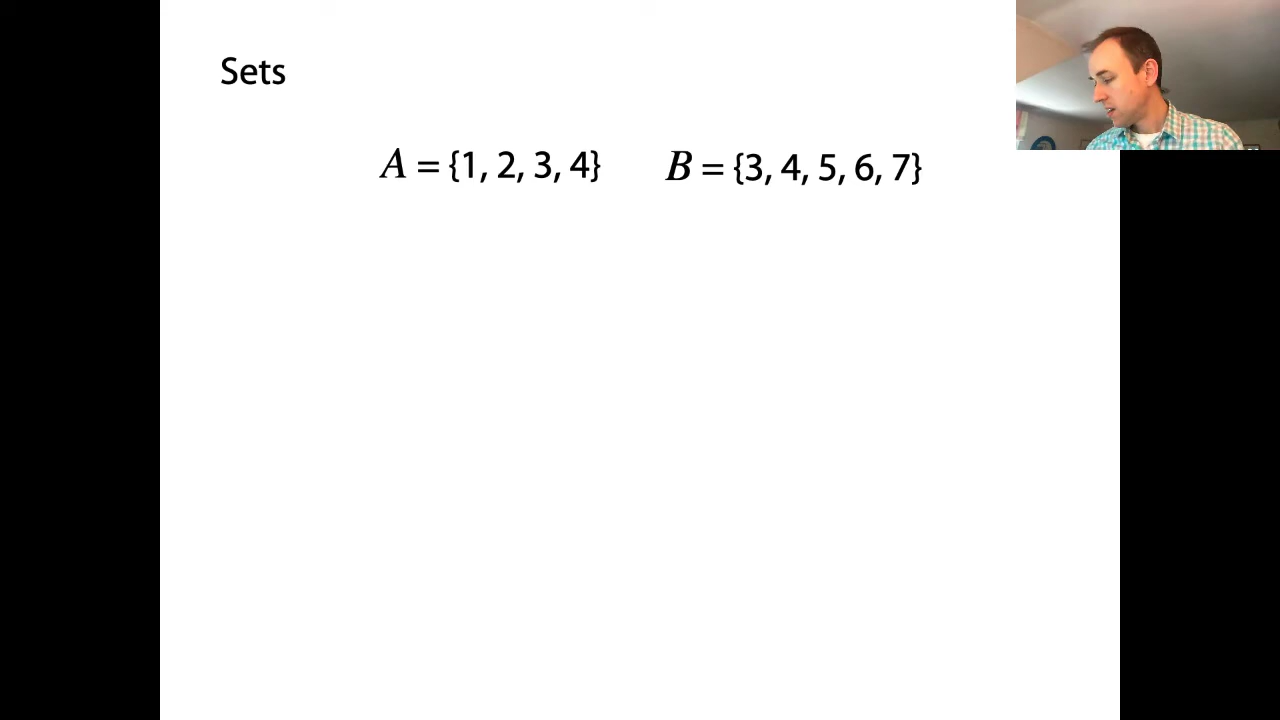 Sets
A = {1, 2, 3, 4} B = {3, 4, 5, 6, 7}